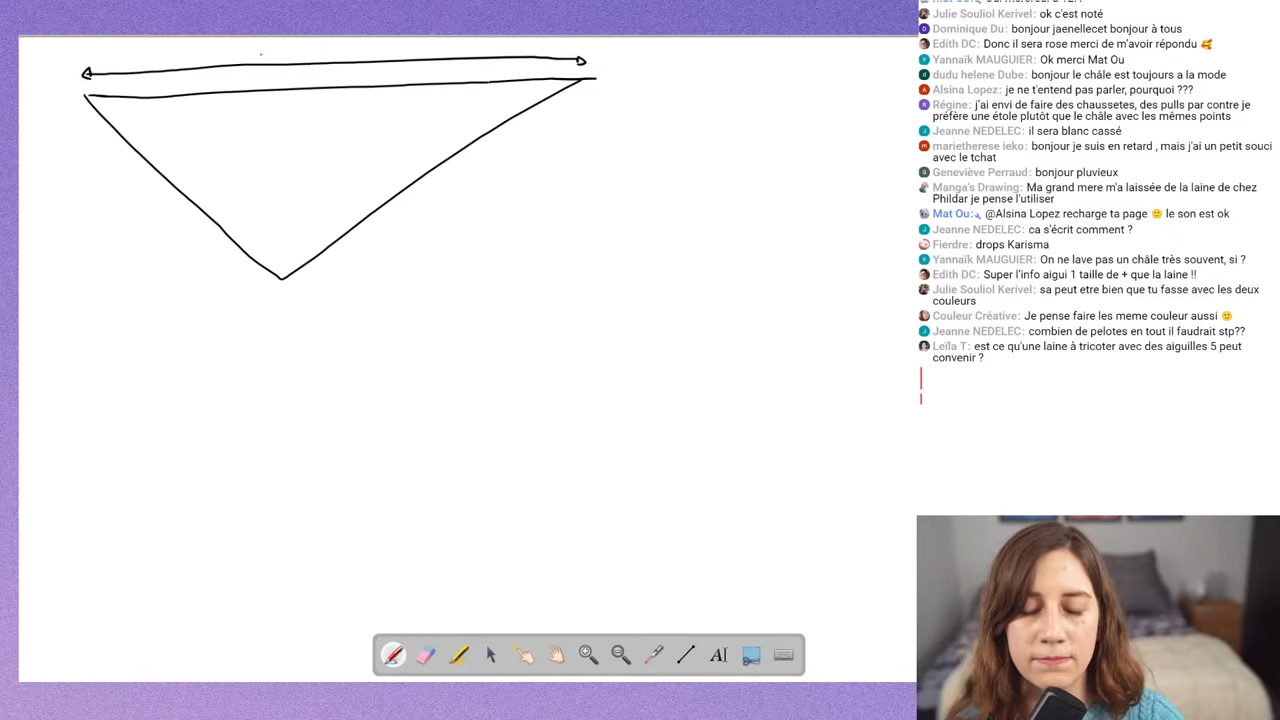 Julie Souliol Kerivel: ok c'est noté
Dominique Du: bonjour jaenellecet bonjour à tous
Edith DC: Donc il sera rose merci de m'avoir répondu 🥰
Yannaïk MAUGUIER: Ok merci Mat Ou
dudu helene Dube: bonjour le châle est toujours a la mode
Alsina Lopez: je ne t'entend pas parler, pourquoi ???
Régine: j'ai envi de faire des chaussetes, des pulls par contre je
préfère une étole plutôt que le châle avec les mêmes points
Jeanne NEDELEC: il sera blanc cassé
marietherese ieko: bonjour je suis en retard , mais j'ai un petit souci
avec le tchat
Geneviève Perraud: bonjour pluvieux
Manga's Drawing: Ma grand mere m'a laissée de la laine de chez
Phildar je pense l'utiliser
Mat Ou: @Alsina Lopez recharge ta page 🙂 le son est ok
Jeanne NEDELEC: ca s'écrit comment ?
Fierdre: drops Karisma
Yannaïk MAUGUIER: On ne lave pas un châle très souvent, si ?
Edith DC: Super l'info aigui 1 taille de + que la laine !!
Julie Souliol Kerivel: sa peut etre bien que tu fasse avec les deux
couleurs
Couleur Créative: Je pense faire les meme couleur aussi 🙂
Jeanne NEDELEC: combien de pelotes en tout il faudrait stp??
Leïla T: est ce qu'une laine à tricoter avec des aiguilles 5 peut
convenir ?
AI